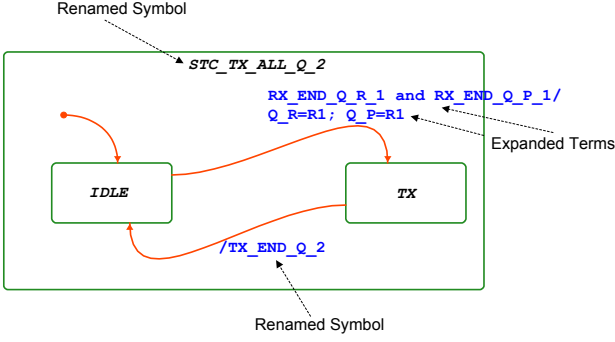 Renamed Symbol
STC_TX_ALL_Q_2
RX_END_Q_R_1 and RX_END_Q_P_1/
Q_R=R1; Q_P=R1
Expanded Terms
IDLE
TX
/TX_END_Q_2
Renamed Symbol